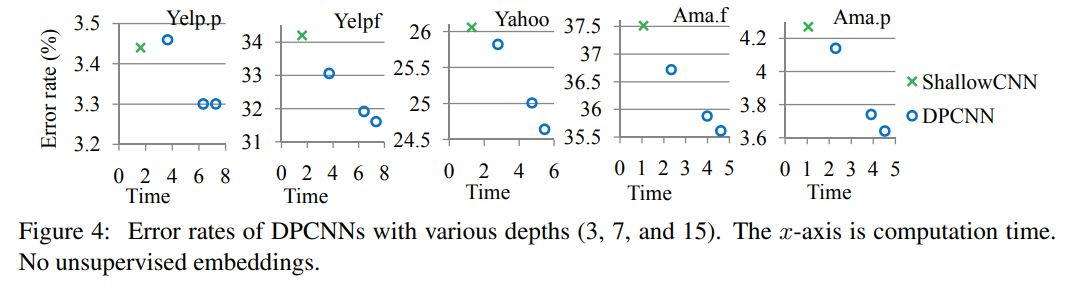 Yelp.p Yelpf Yahoo Ama.f Ama.p
Error rate (%)
3.5
3.4
3.3
3.2
0 2 4 6 8
Time
34
33
32
31
0 2 4 6 8
Time
26
25.5
25
24.5
0 2 4 6
Time
37.5
37
36.5
36
35.5
0 1 2 3 4 5
Time
4.2
4
3.8
3.6
0 1 2 3 4 5
Time
ShallowCNN
DPCNN
Figure 4: Error rates of DPCNNs with various depths (3, 7, and 15). The x-axis is computation time.
No unsupervised embeddings.